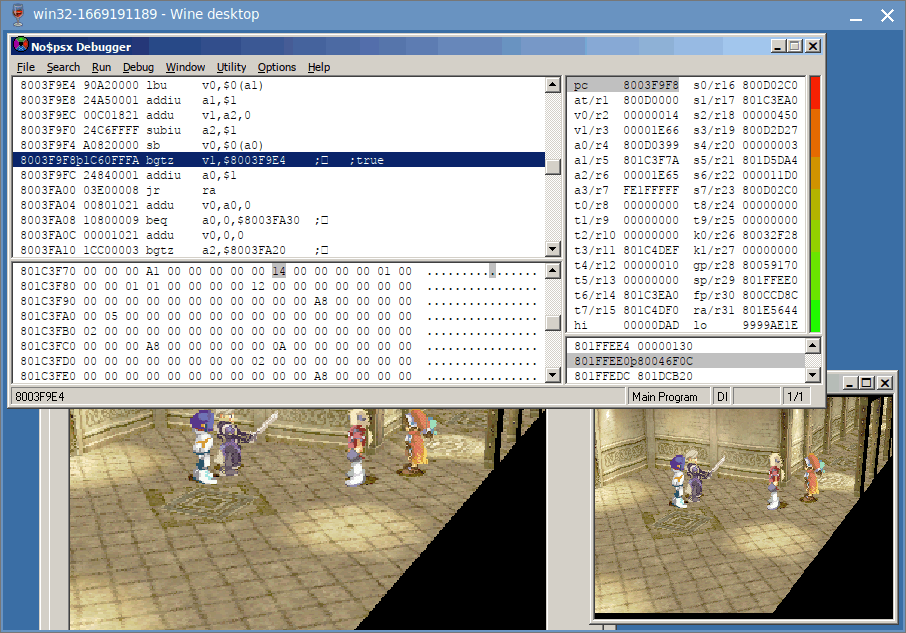 win32-1669191189 - Wine desktop
No$psx Debugger
File Search Run Debug Window Utility Options Help
8003F9E4 90A20000 lbu v0,$0(a1)
8003F9E8 24A50001 addiu a1,$1
8003F9EC 00C01821 addu v1,a2,0
8003F9F0 24C6FFFF subiu a2,$1
8003F9F4 A0820000 sb v0,$0(a0)
8003F9F8þ1C60FFFA bgtz v1,$8003F9E4 ;□ ;true
8003F9FC 24840001 addiu a0,$1
8003FA00 03E00008 jr ra
8003FA04 00801021 addu v0,a0,0
8003FA08 10800009 beq a0,0,$8003FA30 ;□
8003FA0C 00001021 addu v0,0,0
8003FA10 1CC00003 bgtz a2,$8003FA20 ;□
pc 8003F9F8 s0/r16 800D02C0
at/r1 800D0000 s1/r17 801C3EA0
v0/r2 00000014 s2/r18 00000450
v1/r3 00001E66 s3/r19 800D2D27
a0/r4 800D0399 s4/r20 00000003
a1/r5 801C3F7A s5/r21 801D5DA4
a2/r6 00001E65 s6/r22 000011D0
a3/r7 FE1FFFFF s7/r23 800D02C0
t0/r8 00000000 t8/r24 00000000
t1/r9 00000000 t9/r25 00000000
t2/r10 00000000 k0/r26 80032F28
t3/r11 801C4DEF k1/r27 00000000
t4/r12 00000010 gp/r28 80059170
t5/r13 00000000 sp/r29 801FFEE0
t6/r14 801C3EA0 fp/r30 800CCD8C
t7/r15 801C4DF0 ra/r31 801E5644
hi 00000DAD lo 9999AE1E
801C3F70 00 00 00 A1 00 00 00 00 00 14 00 00 00 00 01 00 ................
801C3F80 00 00 01 01 00 00 00 00 12 00 00 00 00 00 00 00 ................
801C3F90 00 00 00 00 00 00 00 00 00 00 00 A8 00 00 00 00 ................
801C3FA0 00 05 00 00 00 00 00 00 00 00 00 00 00 00 00 00 ................
801C3FB0 02 00 00 00 00 00 00 00 00 00 00 00 00 00 00 00 ................
801C3FC0 00 00 00 A8 00 00 00 00 00 0A 00 00 00 00 00 00 ................
801C3FD0 00 00 00 00 00 00 00 00 02 00 00 00 00 00 00 00 ................
801C3FE0 00 00 00 00 00 00 00 00 00 00 00 A8 00 00 00 00 ................
801FFEE4 00000130
801FFEE0þ80046F0C
801FFEDC 801DCB20
8003F9E4
Main Program DI 1/1